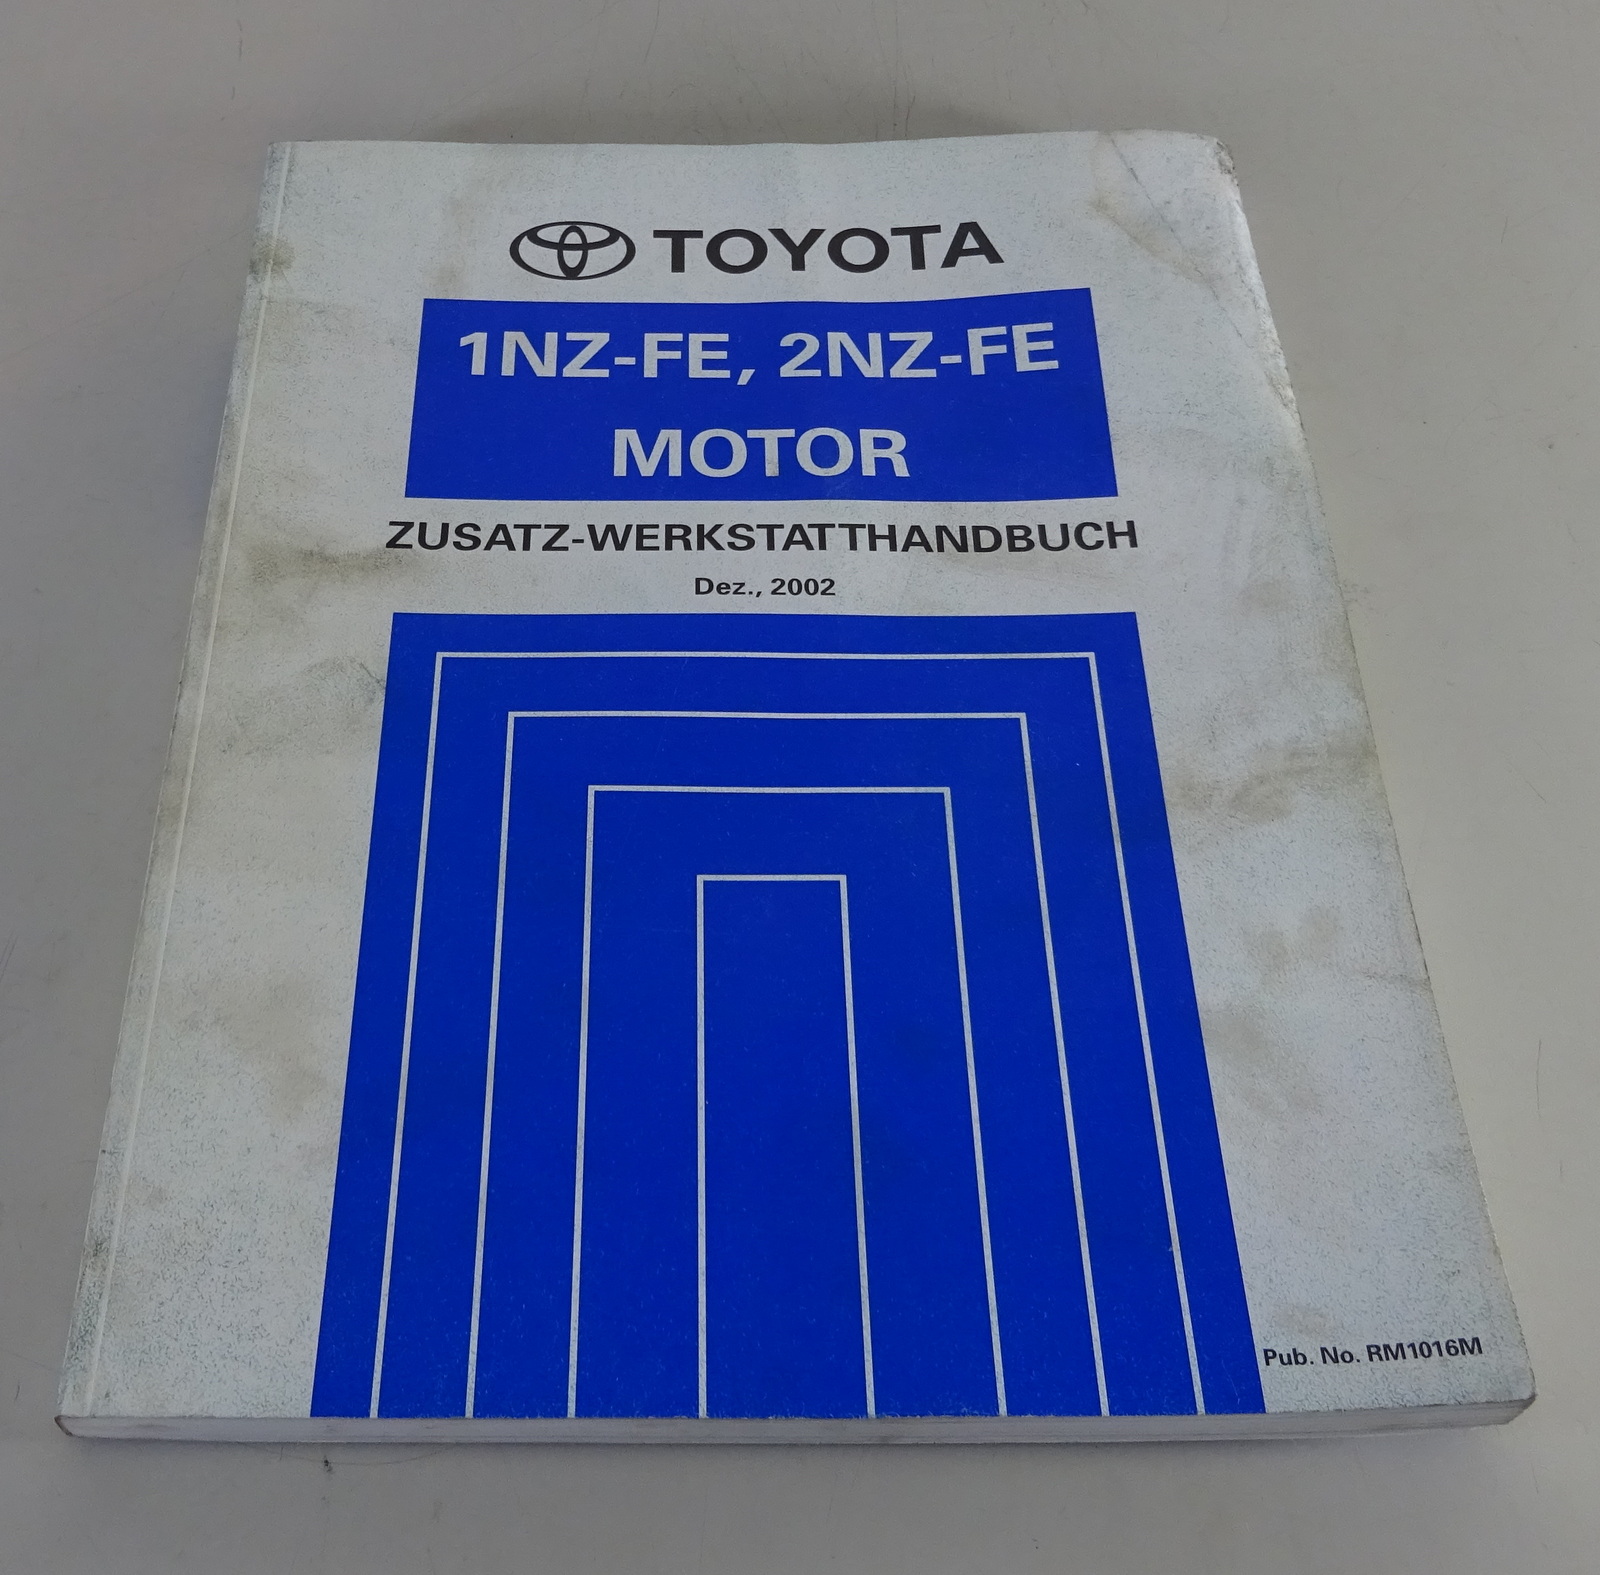 TOYOTA
1NZ-FE, 2NZ-FE
MOTOR
ZUSATZ-WERKSTATTHANDBUCH
Dez., 2002
Pub. No. RM1016M